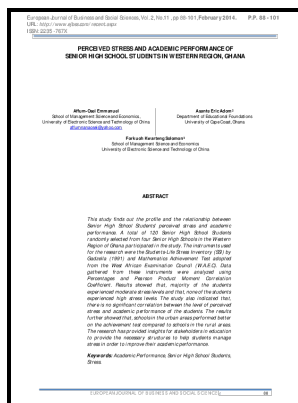 European Journal of Business and Social Sciences, Vol. 2, No.11 , pp 88-101, February 2014. P.P. 88 - 101
URL: http://www.ejbss.com/recent.aspx
ISSN: 2235 -767X
PERCEIVED STRESS AND ACADEMIC PERFORMANCE OF
SENIOR HIGH SCHOOL STUDENTS IN WESTERN REGION, GHANA
Affum-Osei Emmanuel
School of Management Science and Economics,
University of Electronic Science and Technology of China
Asante Eric Adom
Department of Educational Foundations
University of Cape Coast, Ghana
Forkuoh Kwarteng Solomon
School of Management Science and Economics
University of Electronic Science and Technology of China
ABSTRACT
This study finds out the profile and the relationship between
Senior High School Students' perceived stress and academic
performance. A total of 120 Senior High School Students
randomly selected from four Senior High Schools in the Western
Region of Ghana participated in the study. The instruments used
for the research were the Students-Life Stress Inventory (SSI) by
Gadzella (1991) and Mathematics Achievement Test adopted
from the West African Examination Council (W.A.E.C). Data
gathered from these instruments were analyzed using
Percentages and Pearson Product Moment Correlation
Coefficient. Results showed that, majority of the students
experienced moderate stress levels and that, none of the students
experienced high stress levels. The study also indicated that,
there is no significant correlation between the level of perceived
stress and academic performance of the students. The results
further showed that, schools in the urban areas performed better
on the achievement test compared to schools in the rural areas.
The research has provided insights for stakeholders in education
to provide the necessary structures to help students manage
stress in order to improve their academic performance.
Keywords: Academic Performance, Senior High School Students,
Stress
EUROPEAN JOURNAL OF BUSINESS AND SOCIAL SCIENCES 88